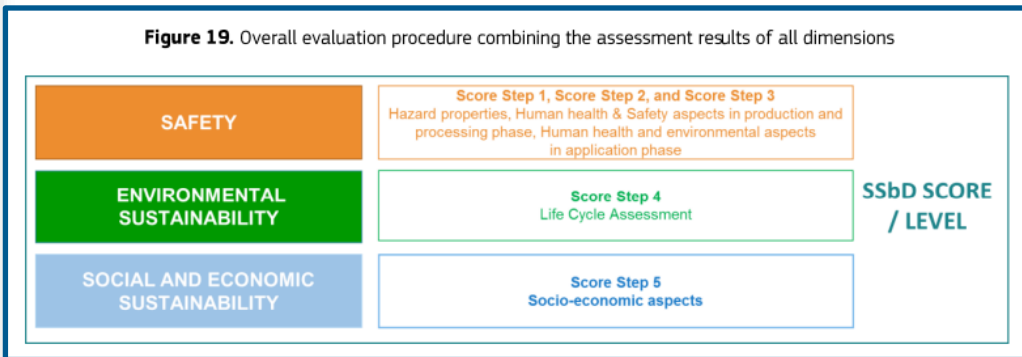 Figure 19. Overall evaluation procedure combining the assessment results of all dimensions
SAFETY
Score Step 1, Score Step 2, and Score Step 3
Hazard properties, Human health & Safety aspects in production and
processing phase, Human health and environmental aspects
in application phase
ENVIRONMENTAL
SUSTAINABILITY
Score Step 4
Life Cycle Assessment
SOCIAL AND ECONOMIC
SUSTAINABILITY
Score Step 5
Socio-economic aspects
SSbD SCORE
/ LEVEL